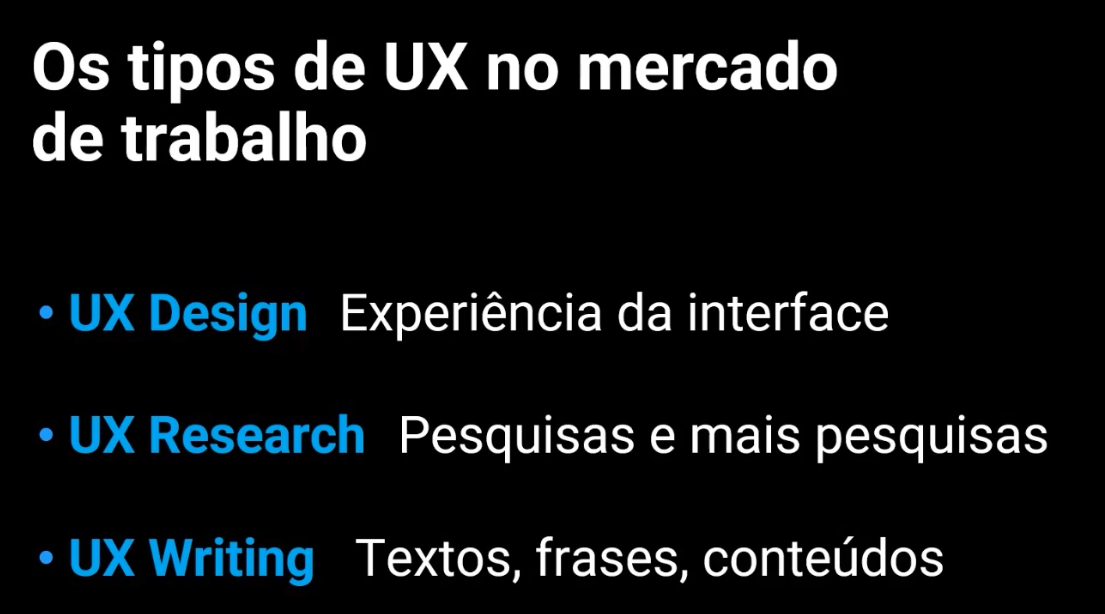 Os tipos de UX no mercado
de trabalho
• UX Design Experiência da interface
• UX Research Pesquisas e mais pesquisas
• UX Writing Textos, frases, conteúdos